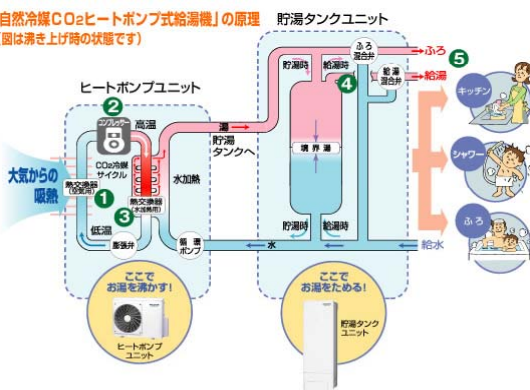 「自然冷媒CO2ヒートポンプ式給湯機」の原理
(図は沸き上げ時の状態です)
貯湯タンクユニット
ヒートポンプユニット
ふろ
混合弁
ふろ
5
貯湯時
給湯時
4
給湯
混合弁
給湯
キッチン
2
コンプレッサー
高温
湯
貯湯
タンクへ
CO2冷媒
サイクル
水加熱
境界湯
シャワー
大気からの
吸熱
熱交換器
(空気用)
1
熱交換器
(水加熱用)
3
低温
膨張弁
循環
ポンプ
貯湯時
給湯時
水
給水
ふろ
ここで
お湯を沸かす!
ヒートポンプ
ユニット
ここで
お湯をためる!
貯湯タンク
ユニット